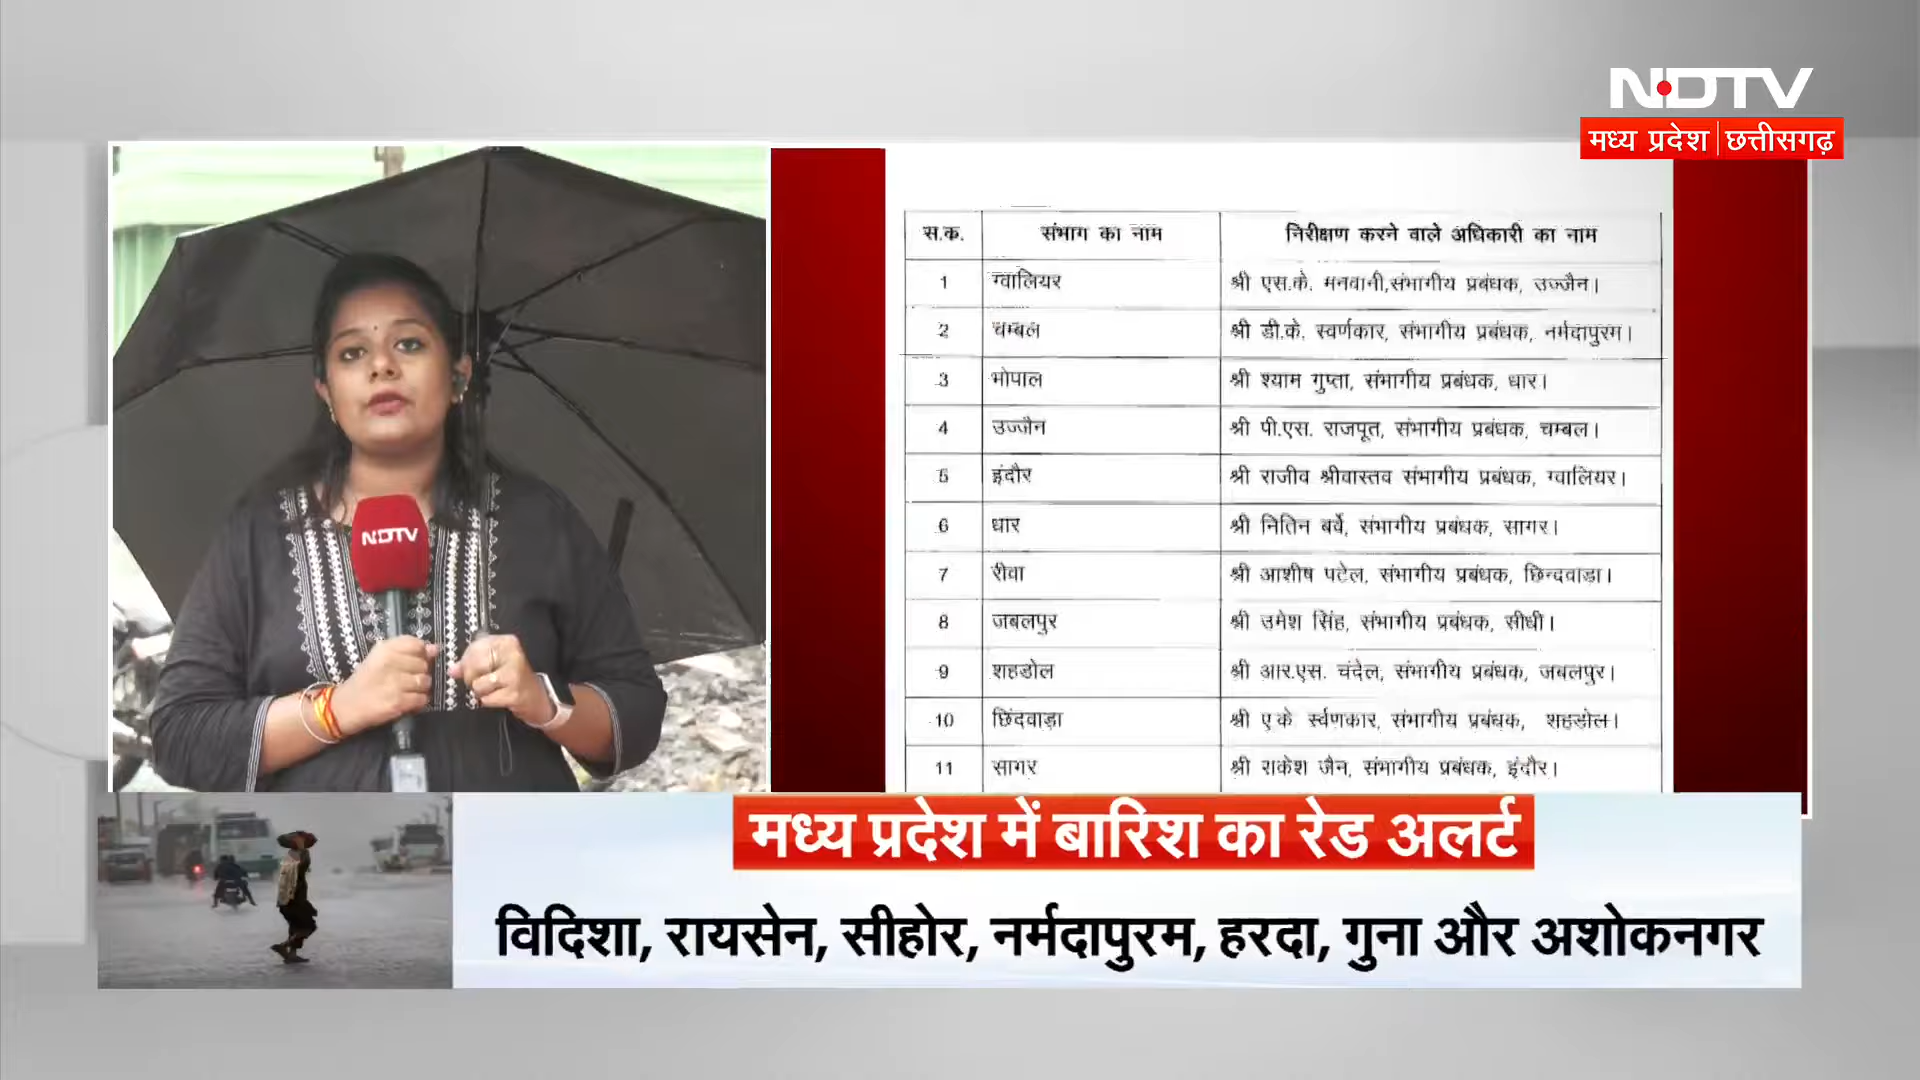 NDTV
मध्य प्रदेश | छत्तीसगढ़
स.क. संभाग का नाम निरीक्षण करने वाले अधिकारी का नाम
1 ग्वालियर श्री एस.के. मनवानी,संभागीय प्रबंधक, उज्जैन।
2 चम्बल श्री डी.के. स्वर्णकार, संभागीय प्रबंधक, नर्मदापुरम।
3 भोपाल श्री श्याम गुप्ता, संभागीय प्रबंधक, धार।
4 उज्जैन श्री पी.एस. राजपूत, संभागीय प्रबंधक, चम्बल।
5 इंदौर श्री राजीव श्रीवास्तव संभागीय प्रबंधक, ग्वालियर।
6 धार श्री नितिन बर्वे, संभागीय प्रबंधक, सागर।
7 रीवा श्री आशीष पटेल, संभागीय प्रबंधक, छिन्दवाड़ा।
8 जबलपुर श्री उमेश सिंह, संभागीय प्रबंधक, सीधी।
9 शहडोल श्री आर.एस. चंदेल, संभागीय प्रबंधक, जबलपुर।
10 छिंदवाड़ा श्री ए के र्स्वणकार, संभागीय प्रबंधक, शहडोल।
11 सागर श्री राकेश जैन, संभागीय प्रबंधक, इंदौर।
NDTV
मध्य प्रदेश में बारिश का रेड अलर्ट
विदिशा, रायसेन, सीहोर, नर्मदापुरम, हरदा, गुना और अशोकनगर